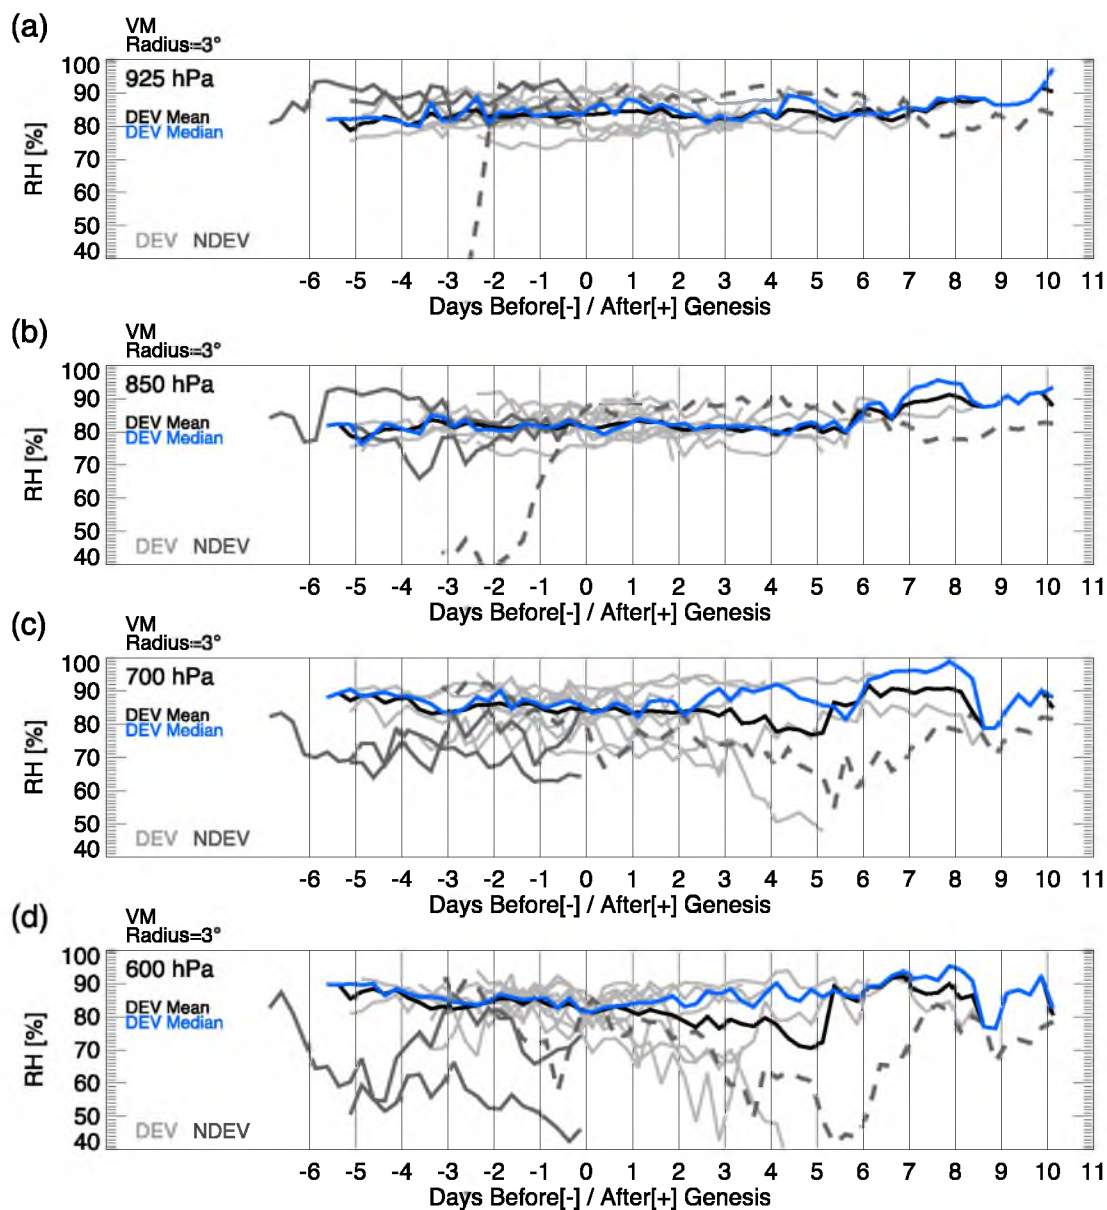 (a)
VM
Radius=3°
925 hPa
DEV Mean
DEV Median
RH [%]
100
90
80
70
60
50
40
DEV NDEV
-6 -5 -4 -3 -2 -1 0 1 2 3 4 5 6 7 8 9 10 11
Days Before[-] / After[+] Genesis
(b)
VM
Radius=3°
850 hPa
DEV Mean
DEV Median
RH [%]
100
90
80
70
60
50
40
DEV NDEV
-6 -5 -4 -3 -2 -1 0 1 2 3 4 5 6 7 8 9 10 11
Days Before[-] / After[+] Genesis
(c)
VM
Radius=3°
700 hPa
DEV Mean
DEV Median
RH [%]
100
90
80
70
60
50
40
DEV NDEV
-6 -5 -4 -3 -2 -1 0 1 2 3 4 5 6 7 8 9 10 11
Days Before[-] / After[+] Genesis
(d)
VM
Radius=3°
600 hPa
DEV Mean
DEV Median
RH [%]
100
90
80
70
60
50
40
DEV NDEV
-6 -5 -4 -3 -2 -1 0 1 2 3 4 5 6 7 8 9 10 11
Days Before[-] / After[+] Genesis